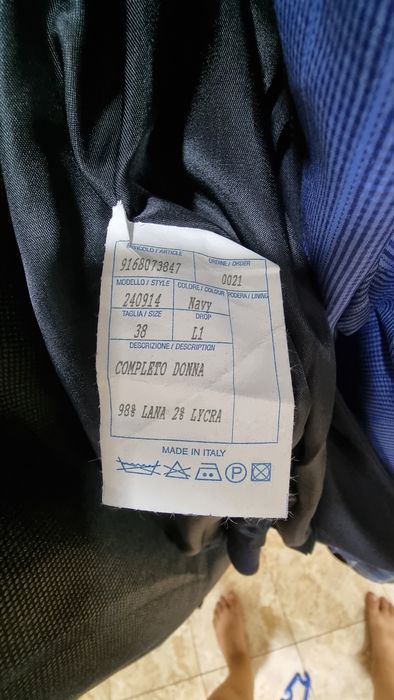 ARTICOLO / ARTICLE ORDINE / ORDER
9168073847 0021
MODELLO / STYLE COLORE / COLOUR FODERA / LINING
240914 Navy
TAGLIA / SIZE DROP
38 L1
DESCRIZIONE / DESCRIPTION
COMPLETO DONNA
98% LANA 2% LYCRA
MADE IN ITALY
P